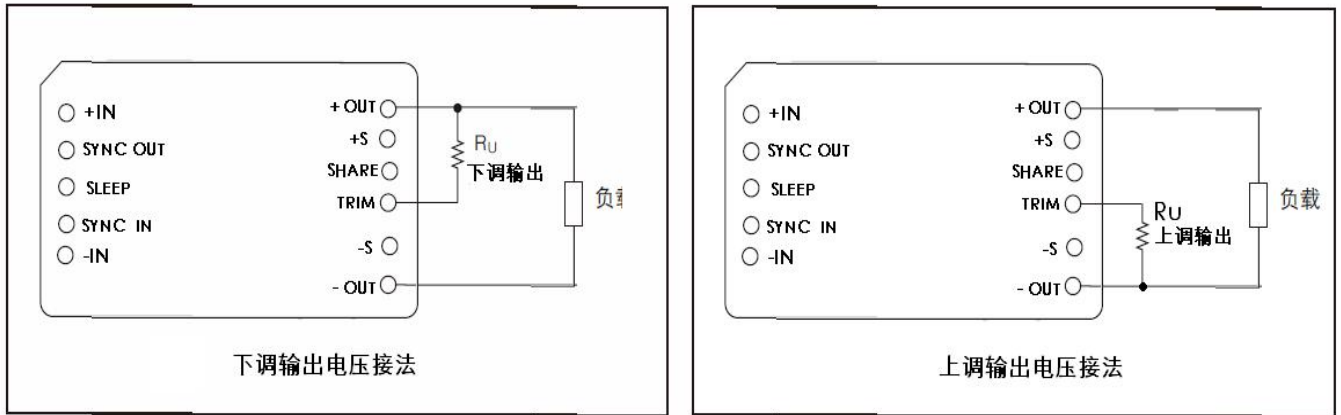 +IN
SYNC OUT
SLEEP
SYNC IN
-IN
+ OUT
+S
SHARE
TRIM
-S
- OUT
RU
下调输出
负载
下调输出电压接法
+IN
SYNC OUT
SLEEP
SYNC IN
-IN
+ OUT
+S
SHARE
TRIM
-S
- OUT
RU
上调输出
负载
上调输出电压接法